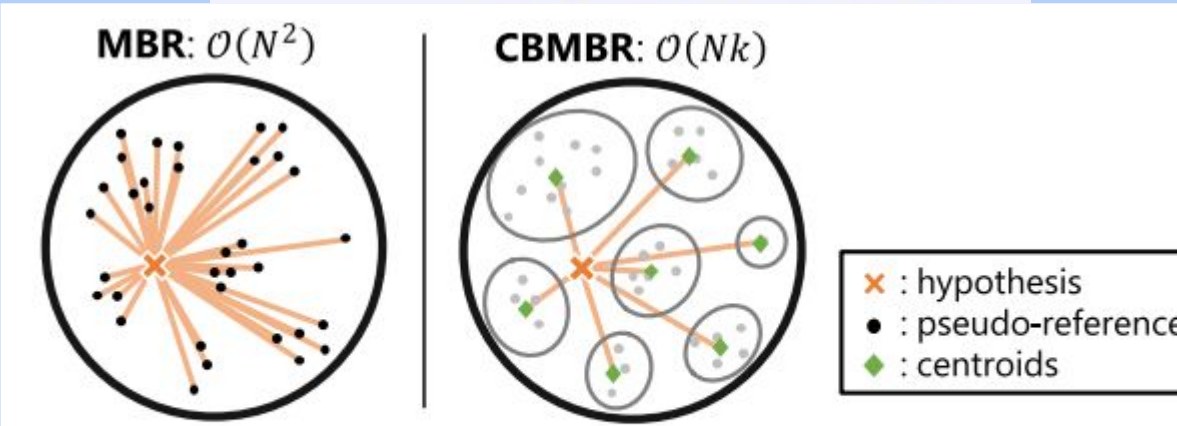 MBR: 𝒪(N²)
CBMBR: 𝒪(Nk)
: hypothesis
: pseudo-reference
: centroids